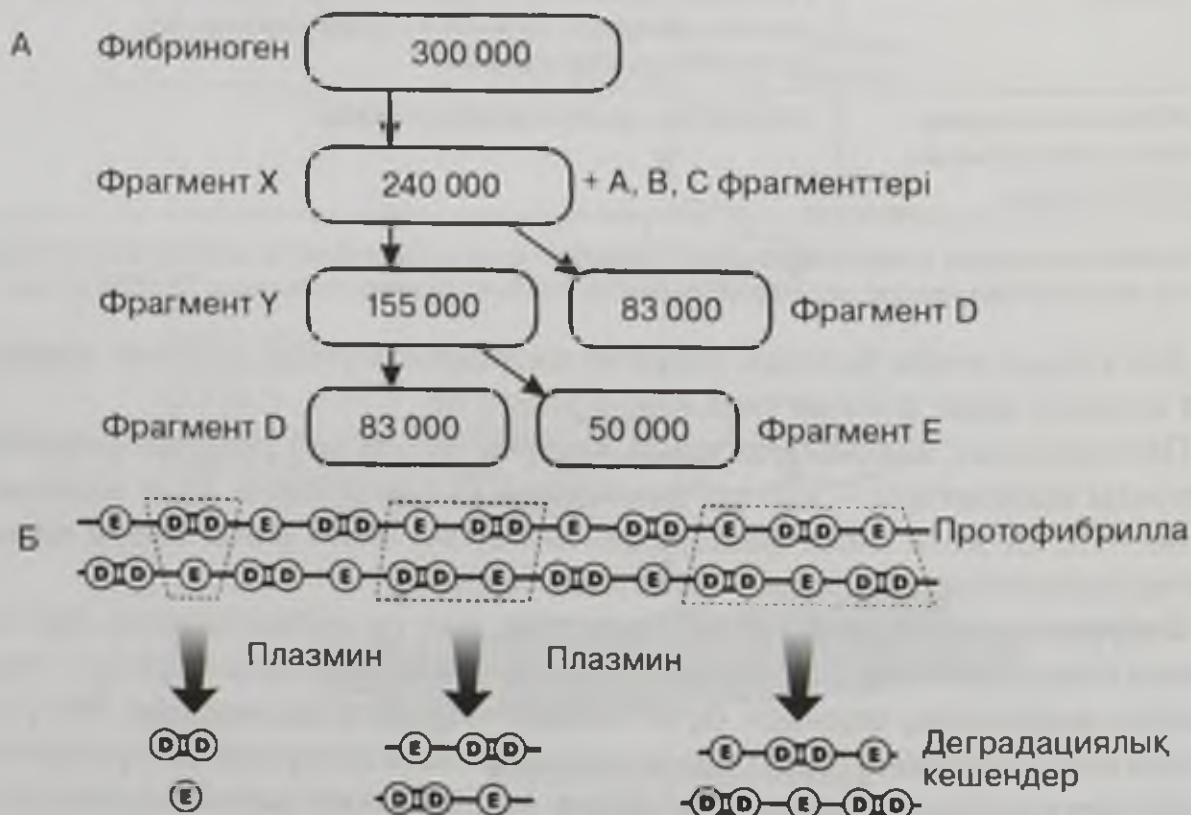 А Фибриноген 300 000
Фрагмент X 240 000 + А, В, С фрагменттері
Фрагмент Y 155 000 83 000 Фрагмент D
Фрагмент D 83 000 50 000 Фрагмент Е
Б E D D E D D E D D E D D E D D E Протофибрилла
D D E D D E D D E D D E D D E D D
Плазмин Плазмин
D D E D D E D D E Деградациялық
E D D E D D E D D кешендер